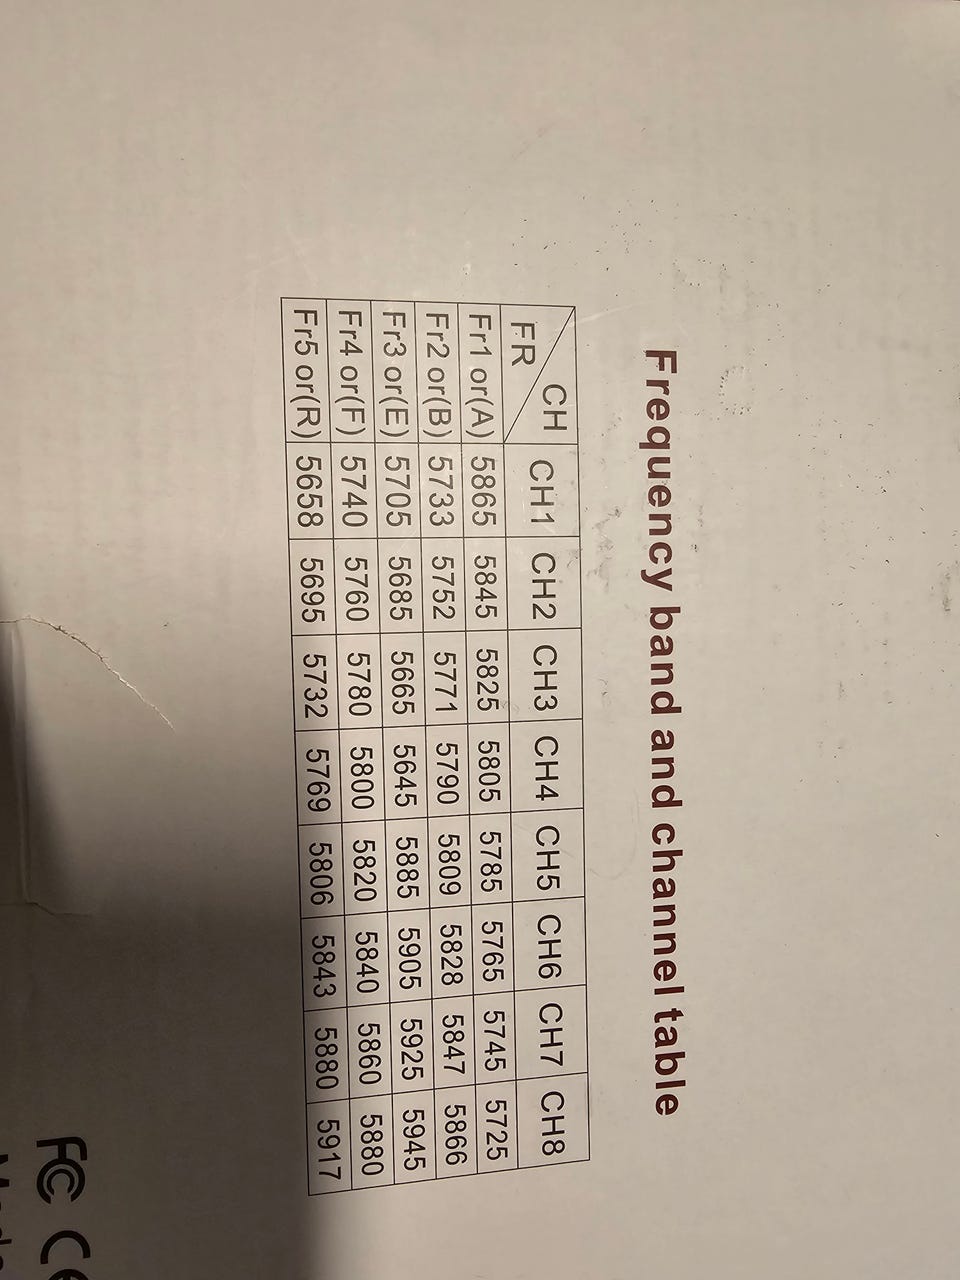 Frequency band and channel table
CH
FR CH1 CH2 CH3 CH4 CH5 CH6 CH7 CH8
Fr1 or(A) 5865 5845 5825 5805 5785 5765 5745 5725
Fr2 or(B) 5733 5752 5771 5790 5809 5828 5847 5866
Fr3 or(E) 5705 5685 5665 5645 5885 5905 5925 5945
Fr4 or(F) 5740 5760 5780 5800 5820 5840 5860 5880
Fr5 or(R) 5658 5695 5732 5769 5806 5843 5880 5917
FC CE